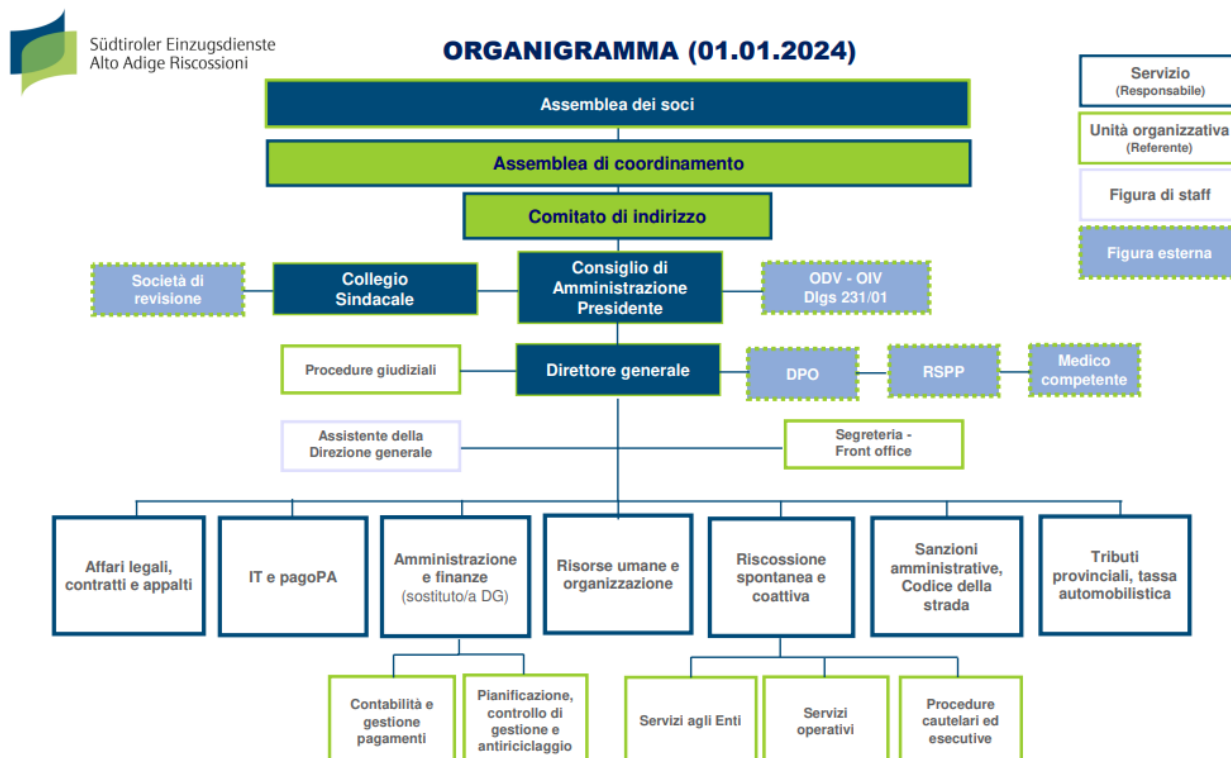 Südtiroler Einzugsdienste
Alto Adige Riscossioni
ORGANIGRAMMA (01.01.2024)
Servizio
(Responsabile)
Unità organizzativa
(Referente)
Figura di staff
Figura esterna
Assemblea dei soci
Assemblea di coordinamento
Comitato di indirizzo
Società di
revisione
Collegio
Sindacale
Consiglio di
Amministrazione
Presidente
ODV - OIV
Dlgs 231/01
Procedure giudiziali
Direttore generale
DPO
RSPP
Medico
competente
Assistente della
Direzione generale
Segreteria -
Front office
Affari legali,
contratti e appalti
IT e pagoPA
Amministrazione
e finanze
(sostituto/a DG)
Risorse umane e
organizzazione
Riscossione
spontanea e
coattiva
Sanzioni
amministrative,
Codice della
strada
Tributi
provinciali, tassa
automobilistica
Contabilità e
gestione
pagamenti
Pianificazione,
controllo di
gestione e
antiriciclaggio
Servizi agli Enti
Servizi
operativi
Procedure
cautelari ed
esecutive